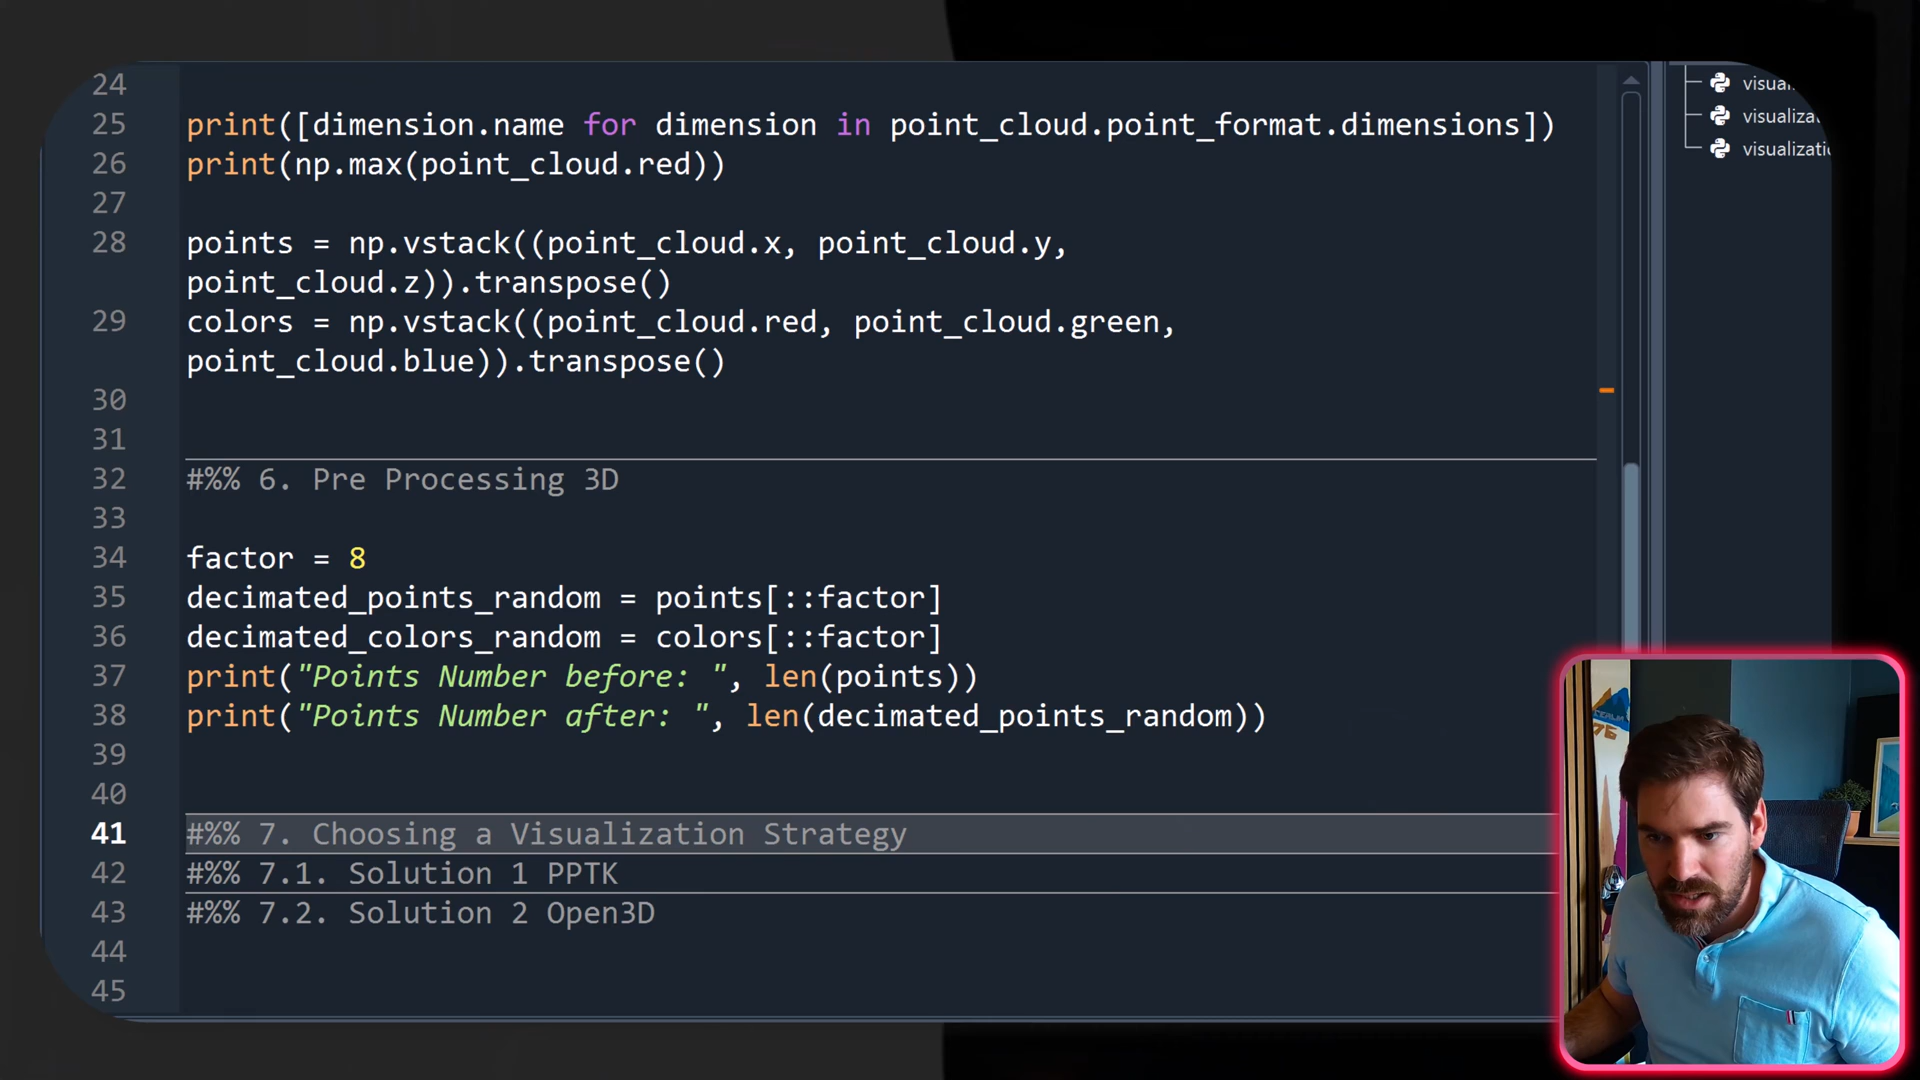 24
25 print([dimension.name for dimension in point_cloud.point_format.dimensions])
26 print(np.max(point_cloud.red))
27
28 points = np.vstack((point_cloud.x, point_cloud.y,
point_cloud.z)).transpose()
29 colors = np.vstack((point_cloud.red, point_cloud.green,
point_cloud.blue)).transpose()
30
31
32 #%% 6. Pre Processing 3D
33
34 factor = 8
35 decimated_points_random = points[::factor]
36 decimated_colors_random = colors[::factor]
37 print("Points Number before: ", len(points))
38 print("Points Number after: ", len(decimated_points_random))
39
40
41 #%% 7. Choosing a Visualization Strategy
42 #%% 7.1. Solution 1 PPTK
43 #%% 7.2. Solution 2 Open3D
44
45